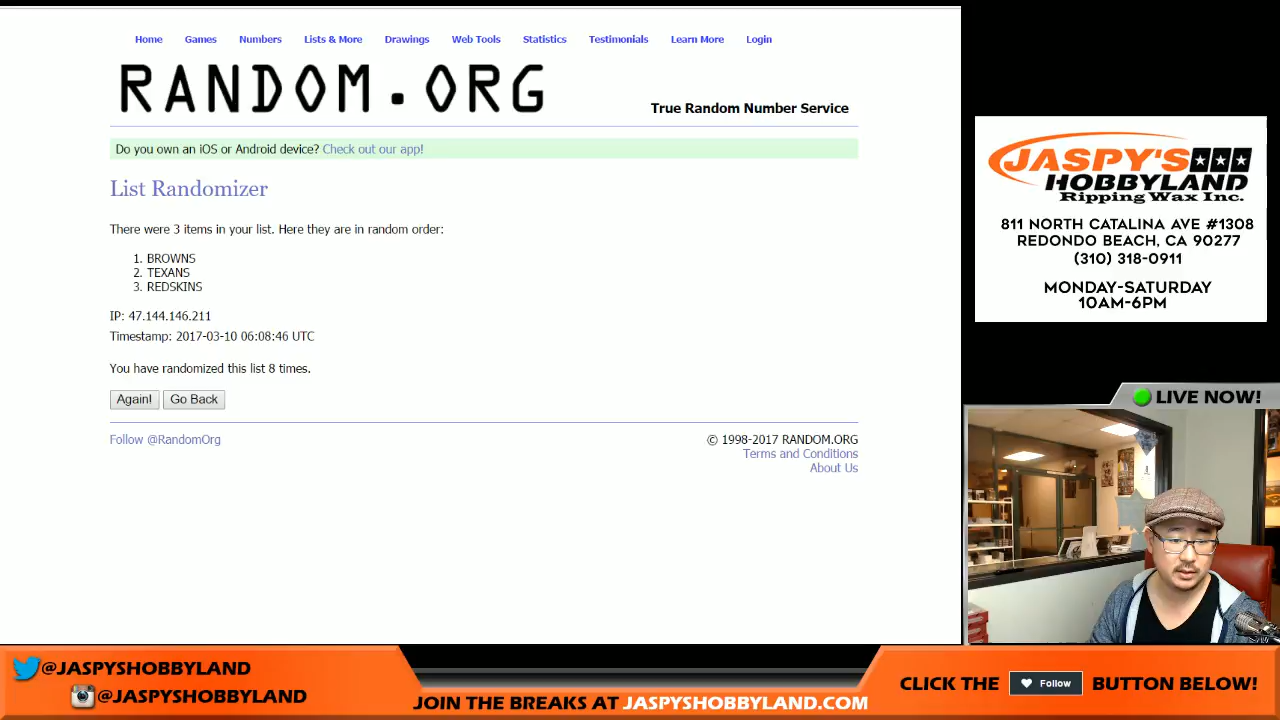 Home Games Numbers Lists & More Drawings Web Tools Statistics Testimonials Learn More Login
RANDOM.ORG
True Random Number Service
Do you own an iOS or Android device? Check out our app!
List Randomizer
There were 3 items in your list. Here they are in random order:
1. BROWNS
2. TEXANS
3. REDSKINS
IP: 47.144.146.211
Timestamp: 2017-03-10 06:08:46 UTC
You have randomized this list 8 times.
Again! Go Back
Follow @RandomOrg
© 1998-2017 RANDOM.ORG
Terms and Conditions
About Us
JASPY'S
HOBBYLAND
Ripping Wax Inc.
811 NORTH CATALINA AVE #1308
REDONDO BEACH, CA 90277
(310) 318-0911
MONDAY-SATURDAY
10AM-6PM
LIVE NOW!
@JASPYSHOBBYLAND
@JASPYSHOBBYLAND
JOIN THE BREAKS AT JASPYSHOBBYLAND.COM
CLICK THE Follow BUTTON BELOW!